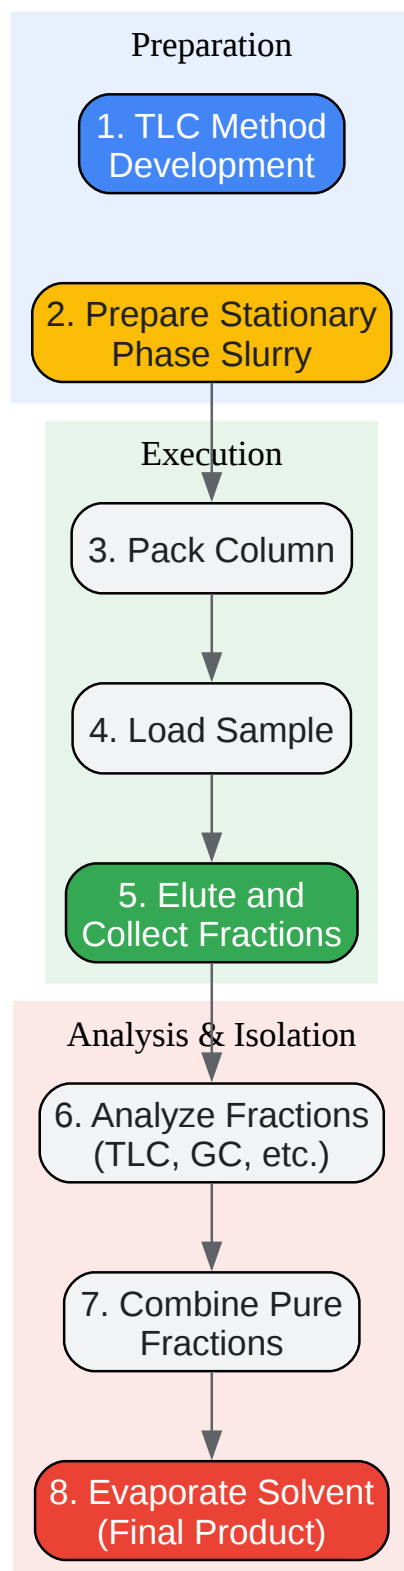 Preparation
1. TLC Method
Development
2. Prepare Stationary
Phase Slurry
Execution
3. Pack Column
4. Load Sample
5. Elute and
Collect Fractions
Analysis & Isolation
6. Analyze Fractions
(TLC, GC, etc.)
7. Combine Pure
Fractions
8. Evaporate Solvent
(Final Product)